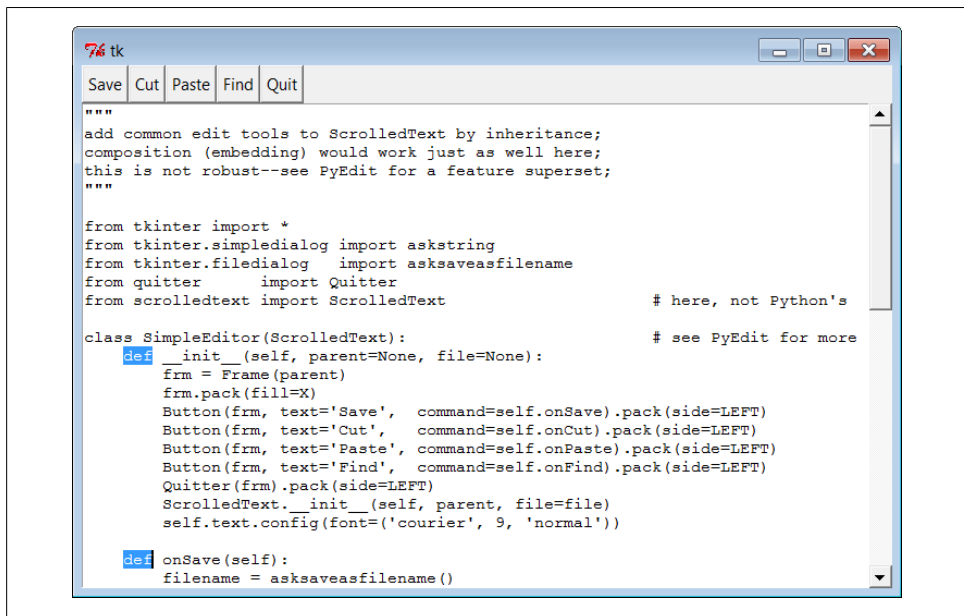 tk
Save Cut Paste Find Quit
"""
add common edit tools to ScrolledText by inheritance;
composition (embedding) would work just as well here;
this is not robust--see PyEdit for a feature superset;
"""
from tkinter import *
from tkinter.simpledialog import askstring
from tkinter.filedialog   import asksaveasfilename
from quitter      import Quitter
from scrolledtext import ScrolledText                     # here, not Python's
class SimpleEditor(ScrolledText):                         # see PyEdit for more
    def __init__(self, parent=None, file=None):
        frm = Frame(parent)
        frm.pack(fill=X)
        Button(frm, text='Save',  command=self.onSave).pack(side=LEFT)
        Button(frm, text='Cut',   command=self.onCut).pack(side=LEFT)
        Button(frm, text='Paste', command=self.onPaste).pack(side=LEFT)
        Button(frm, text='Find',  command=self.onFind).pack(side=LEFT)
        Quitter(frm).pack(side=LEFT)
        ScrolledText.__init__(self, parent, file=file)
        self.text.config(font=('courier', 9, 'normal'))
    def onSave(self):
        filename = asksaveasfilename()